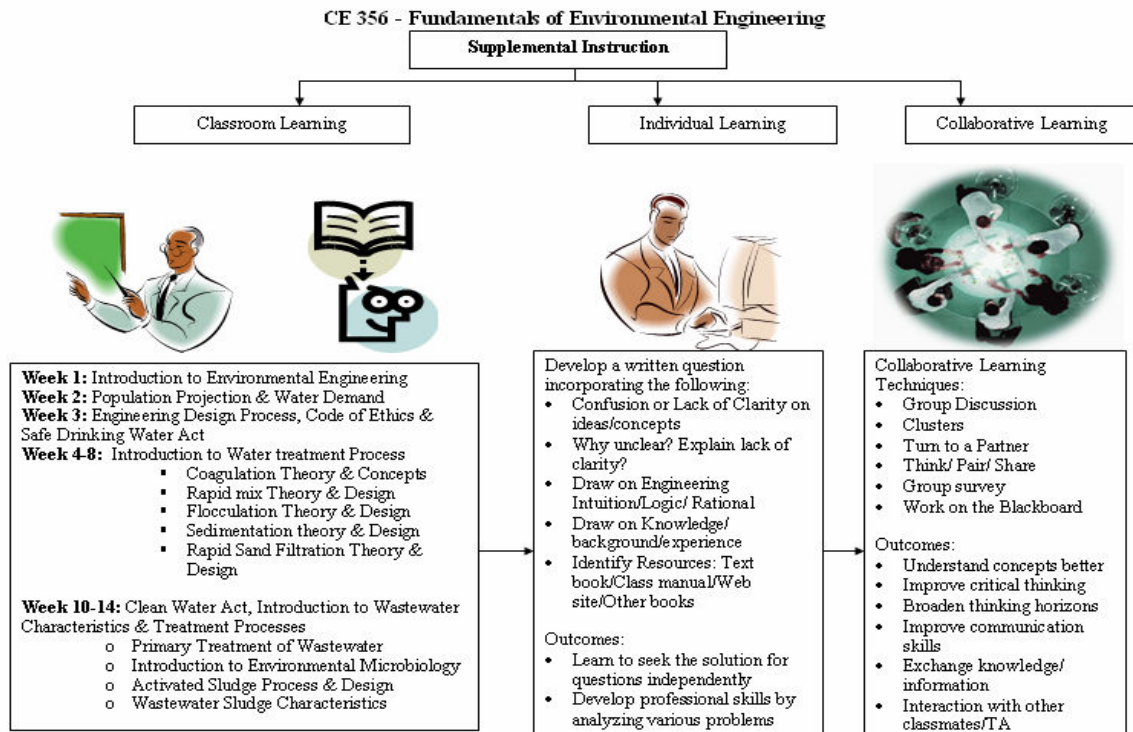 CE 356 - Fundamentals of Environmental Engineering
Supplemental Instruction
Classroom Learning
Individual Learning
Collaborative Learning
Week 1: Introduction to Environmental Engineering
Week 2: Population Projection & Water Demand
Week 3: Engineering Design Process, Code of Ethics &
Safe Drinking Water Act
Week 4-8: Introduction to Water treatment Process
▪ Coagulation Theory & Concepts
▪ Rapid mix Theory & Design
▪ Flocculation Theory & Design
▪ Sedimentation theory & Design
▪ Rapid Sand Filtration Theory &
Design
Week 10-14: Clean Water Act, Introduction to Wastewater
Characteristics & Treatment Processes
o Primary Treatment of Wastewater
o Introduction to Environmental Microbiology
o Activated Sludge Process & Design
o Wastewater Sludge Characteristics
Develop a written question
incorporating the following:
• Confusion or Lack of Clarity on
ideas/concepts
• Why unclear? Explain lack of
clarity?
• Draw on Engineering
Intuition/Logic/ Rational
• Draw on Knowledge/
background/experience
• Identify Resources: Text
book/Class manual/Web
site/Other books
Outcomes:
• Learn to seek the solution for
questions independently
• Develop professional skills by
analyzing various problems
Collaborative Learning
Techniques:
• Group Discussion
• Clusters
• Turn to a Partner
• Think/ Pair/ Share
• Group survey
• Work on the Blackboard
Outcomes:
• Understand concepts better
• Improve critical thinking
• Broaden thinking horizons
• Improve communication
skills
• Exchange knowledge/
information
• Interaction with other
classmates/TA